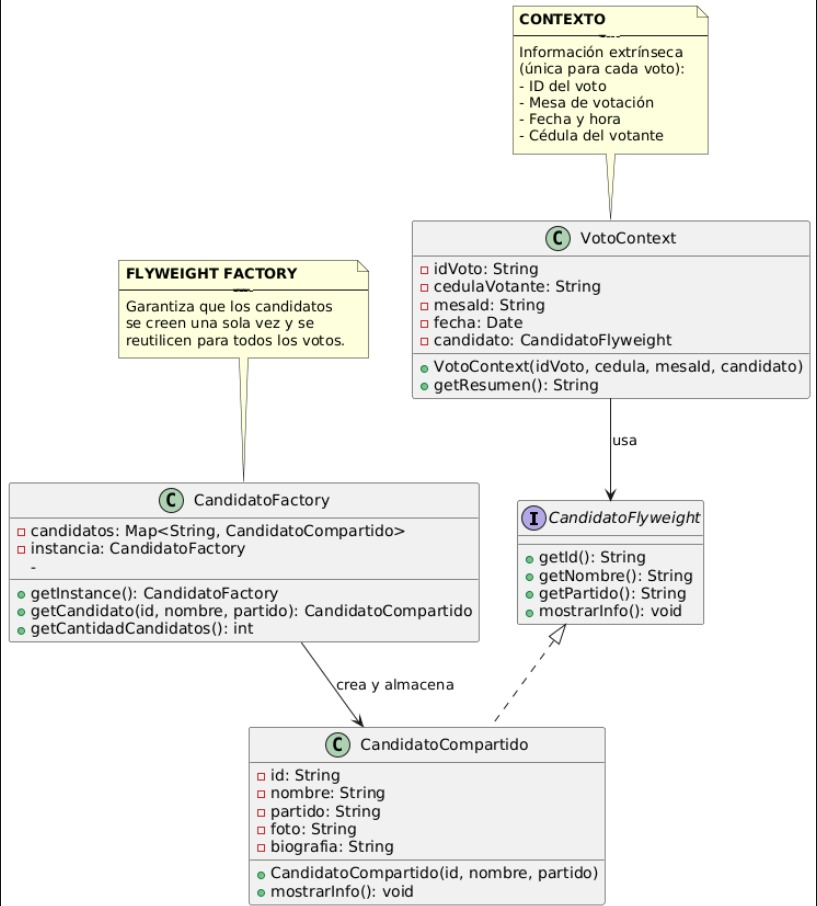 CONTEXTO
Información extrínseca
(única para cada voto):
- ID del voto
- Mesa de votación
- Fecha y hora
- Cédula del votante
C VotoContext
idVoto: String
cedulaVotante: String
mesaId: String
fecha: Date
candidato: CandidatoFlyweight
VotoContext(idVoto, cedula, mesaId, candidato)
getResumen(): String
FLYWEIGHT FACTORY
Garantiza que los candidatos
se creen una sola vez y se
reutilicen para todos los votos.
usa
C CandidatoFactory
candidatos: Map<String, CandidatoCompartido>
instancia: CandidatoFactory
-
getInstance(): CandidatoFactory
getCandidato(id, nombre, partido): CandidatoCompartido
getCantidadCandidatos(): int
I CandidatoFlyweight
getId(): String
getNombre(): String
getPartido(): String
mostrarInfo(): void
crea y almacena
C CandidatoCompartido
id: String
nombre: String
partido: String
foto: String
biografia: String
CandidatoCompartido(id, nombre, partido)
mostrarInfo(): void